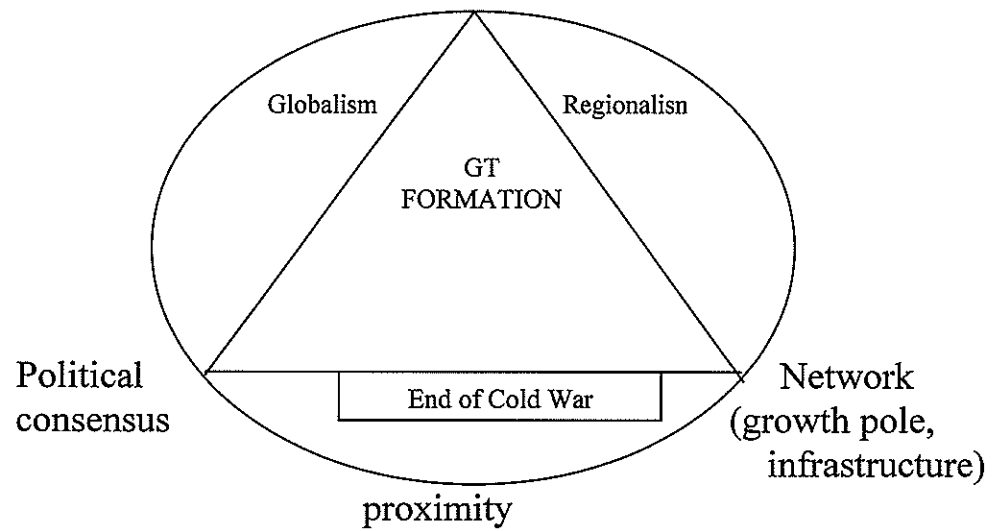 Globalism
Regionalisn
GT
FORMATION
Political
consensus
End of Cold War
Network
(growth pole,
infrastructure)
proximity